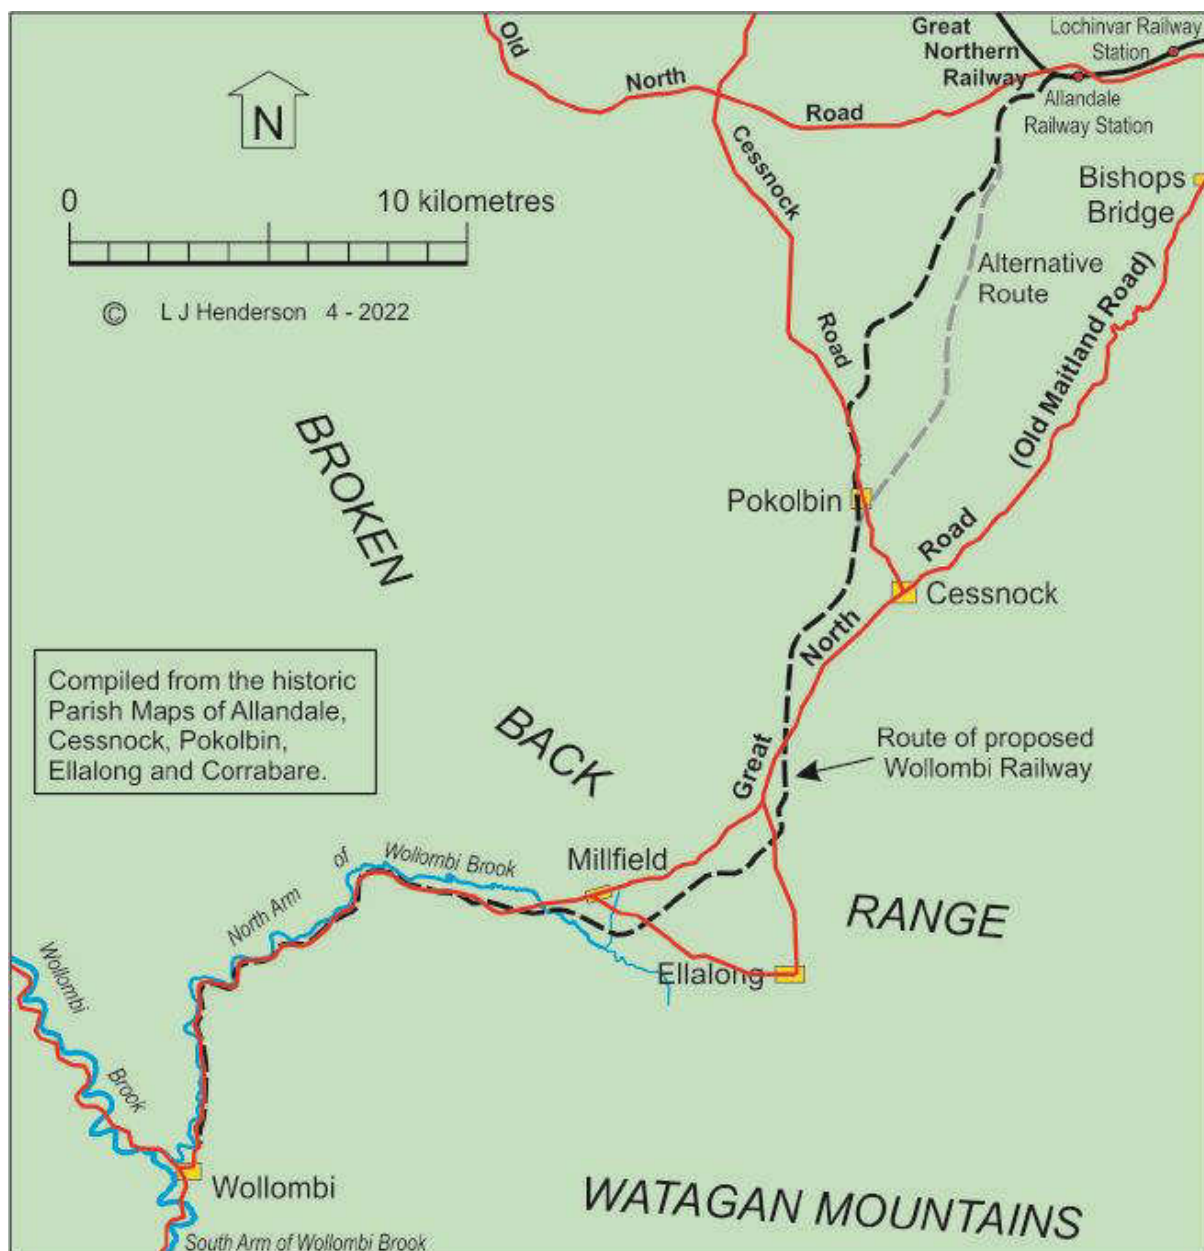 Old
North
Road
Great
Northern
Railway
Lochinvar Railway
Station
Allandale
Railway Station
N
0
10 kilometres
© L J Henderson 4 - 2022
Cessnock
Road
Bishops
Bridge
Alternative
Route
(Old Maitland Road)
BROKEN
Pokolbin
Road
Cessnock
North
Great
Compiled from the historic
Parish Maps of Allandale,
Cessnock, Pokolbin,
Ellalong and Corrabare.
BACK
Route of proposed
Wollombi Railway
Millfield
of
Wollombi Brook
North Arm
RANGE
Ellalong
Wollombi
Brook
Wollombi
WATAGAN MOUNTAINS
South Arm of Wollombi Brook